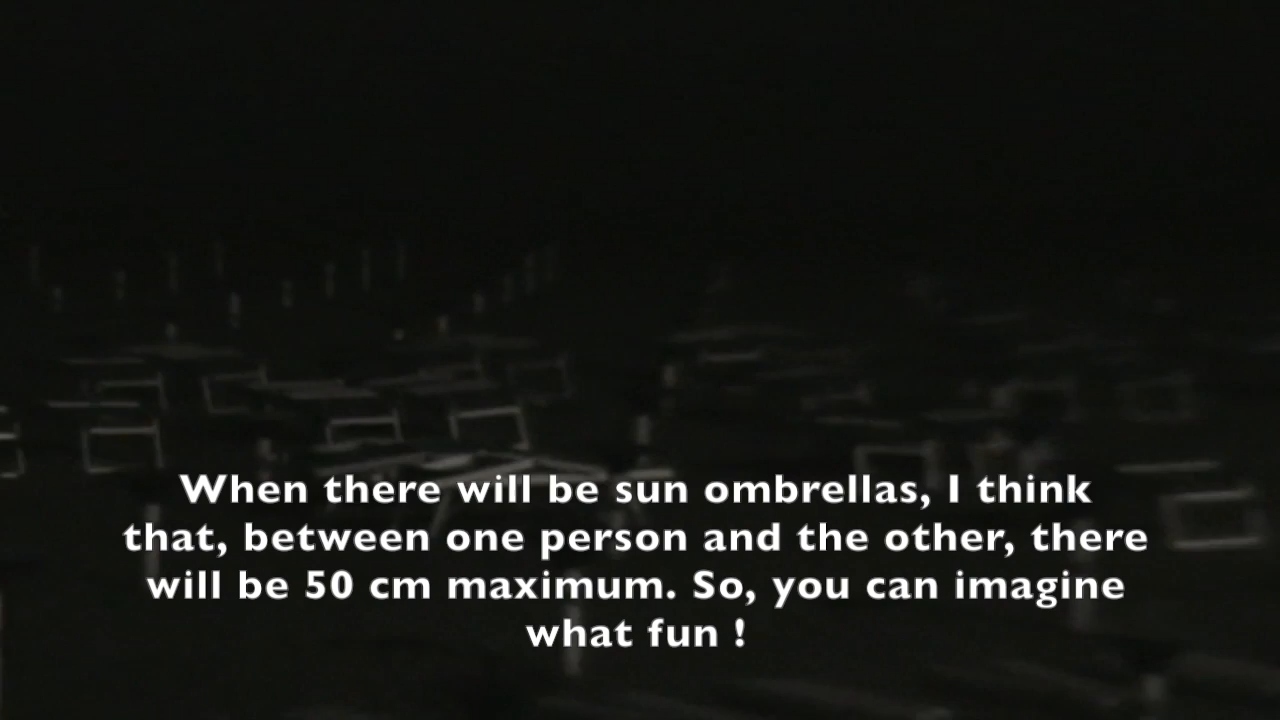 When there will be sun ombrellas, I think
that, between one person and the other, there
will be 50 cm maximum. So, you can imagine
what fun !